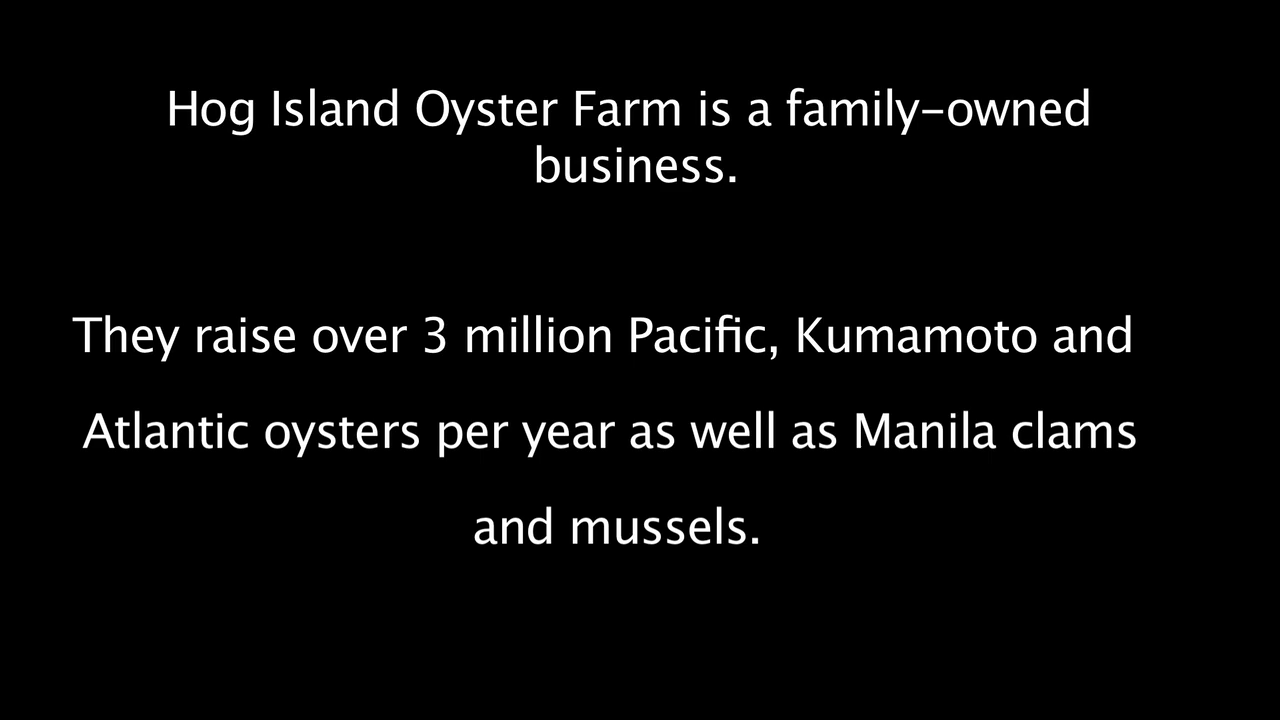 Hog Island Oyster Farm is a family-owned
business.
They raise over 3 million Pacific, Kumamoto and
Atlantic oysters per year as well as Manila clams
and mussels.